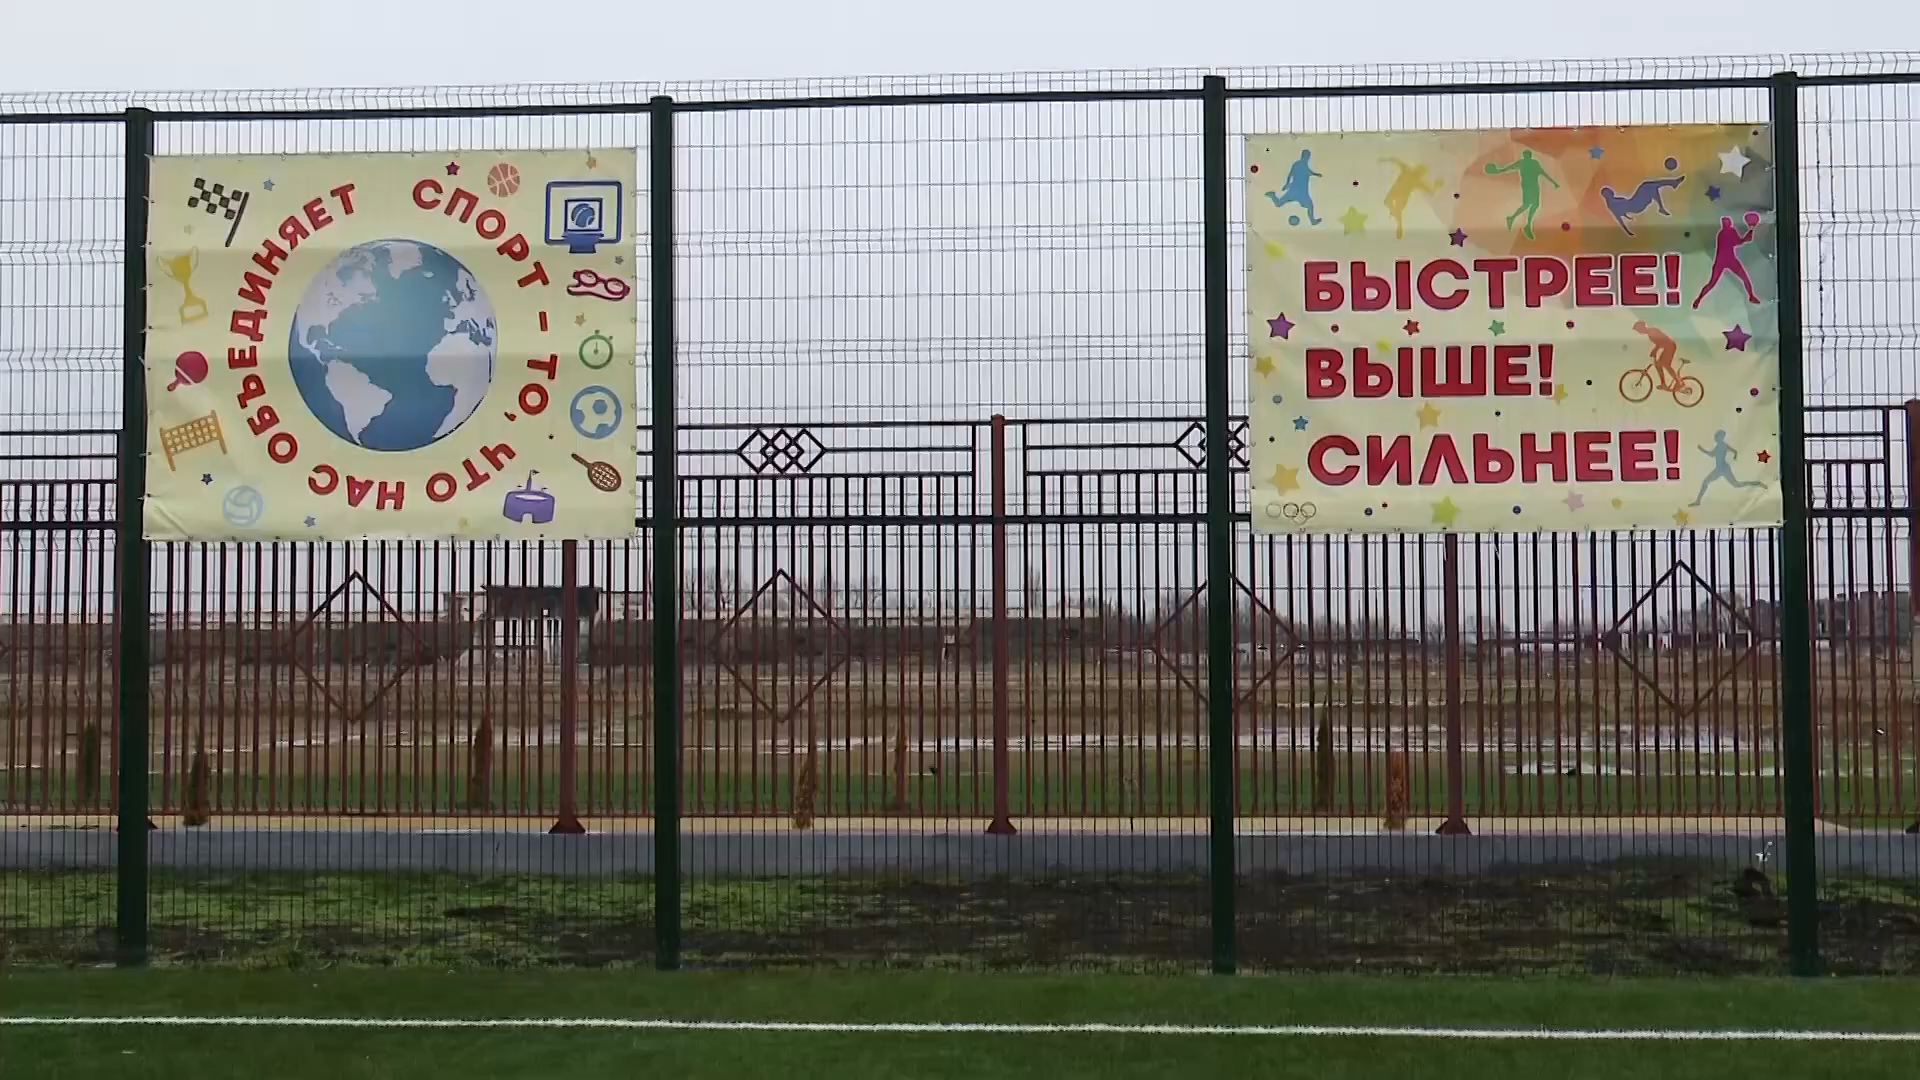 СПОРТ – ТО, ЧТО НАС ОБЪЕДИНЯЕТ
БЫСТРЕЕ!
ВЫШЕ!
СИЛЬНЕЕ!